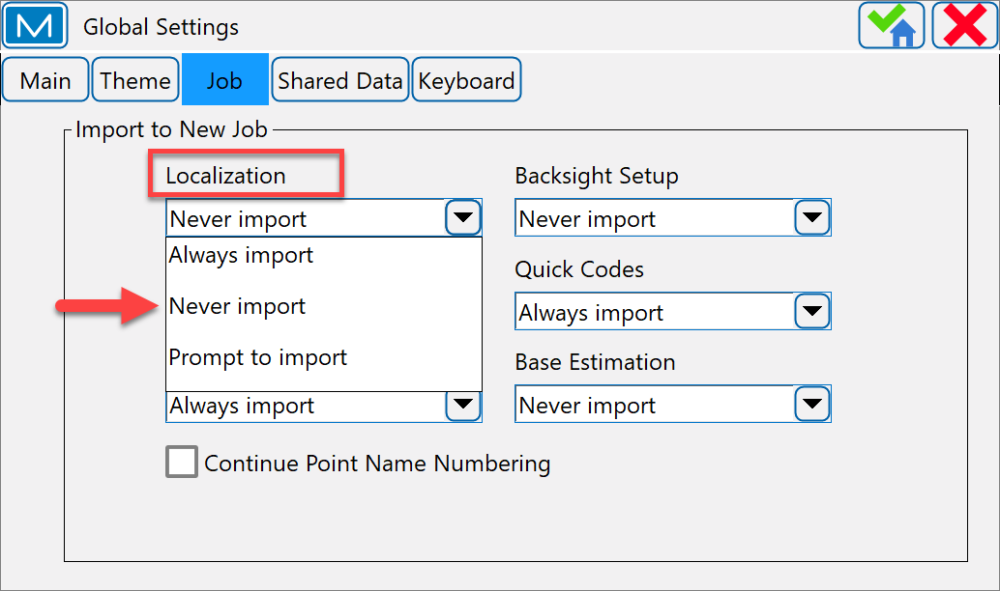 Global Settings
Main Theme Job Shared Data Keyboard
Import to New Job
Localization
Never import
Always import
Never import
Prompt to import
Always import
Backsight Setup
Never import
Quick Codes
Always import
Base Estimation
Never import
Continue Point Name Numbering